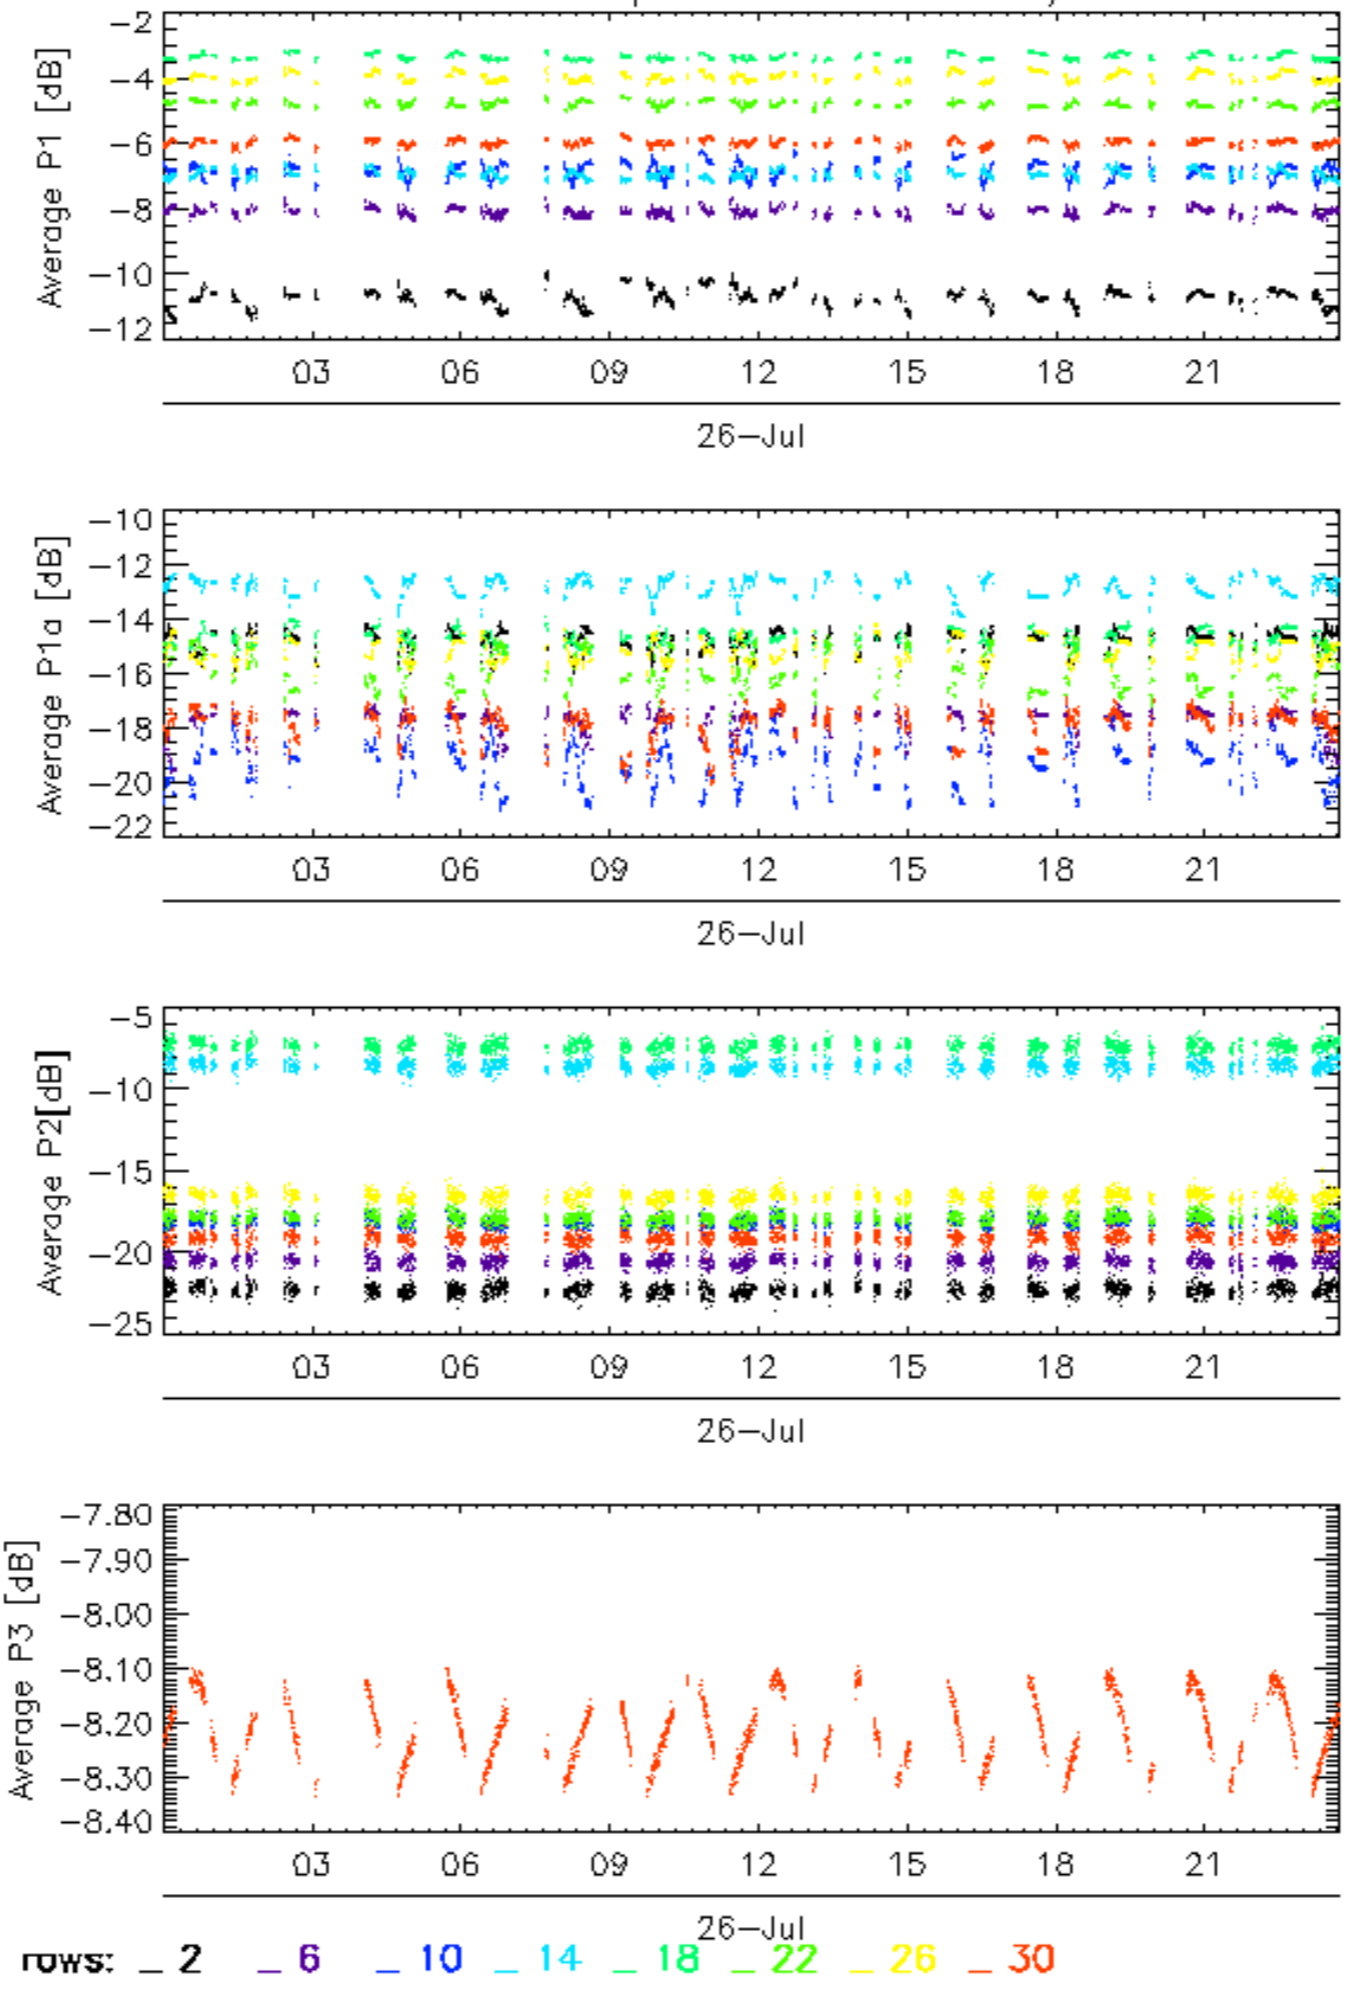 Average P1 [dB]
−2
−4
−6
−8
−10
−12
03 06 09 12 15 18 21
26−Jul
Average P1a [dB]
−10
−12
−14
−16
−18
−20
−22
03 06 09 12 15 18 21
26−Jul
Average P2[dB]
−5
−10
−15
−20
−25
03 06 09 12 15 18 21
26−Jul
Average P3 [dB]
−7.80
−7.90
−8.00
−8.10
−8.20
−8.30
−8.40
03 06 09 12 15 18 21
26−Jul
rows: _ 2 _ 6 _ 10 _ 14 _ 18 _ 22 _ 26 _ 30